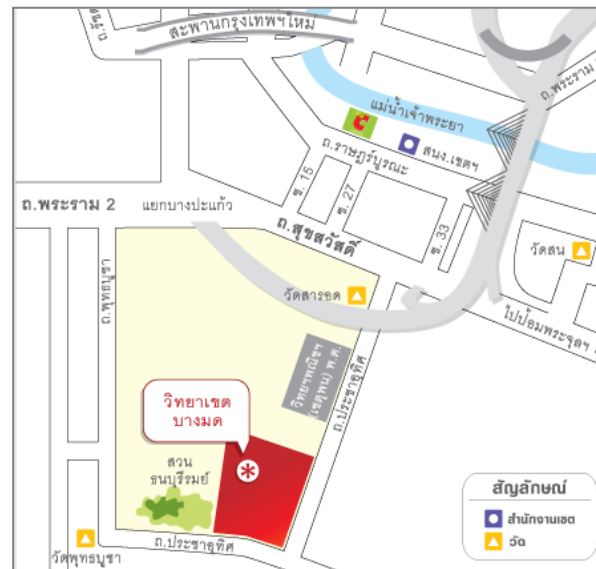 สะพานกรุงเทพฯใหม่
ถ.พระราม
แม่น้ำเจ้าพระยา
สนง.เขตฯ
ถ.ราษฎร์บูรณะ
ซ. 15
ซ. 27
ซ. 33
ถ.พระราม 2
แยกบางปะแก้ว
ถ.สุขสวัสดิ์
วัดสน
ถ.พุทธบูชา
วัดสารอด
ไปป้อมพระจุลฯ
วิทยฯพณิชฯ
(เชตุพน) พ.ต.
ถ.ประชาอุทิศ
วิทยาเขต
บางมด
สวน
ธนบุรีรมย์
สัญลักษณ์
สำนักงานเขต
วัด
ถ.ประชาอุทิศ
วัดพุทธบูชา